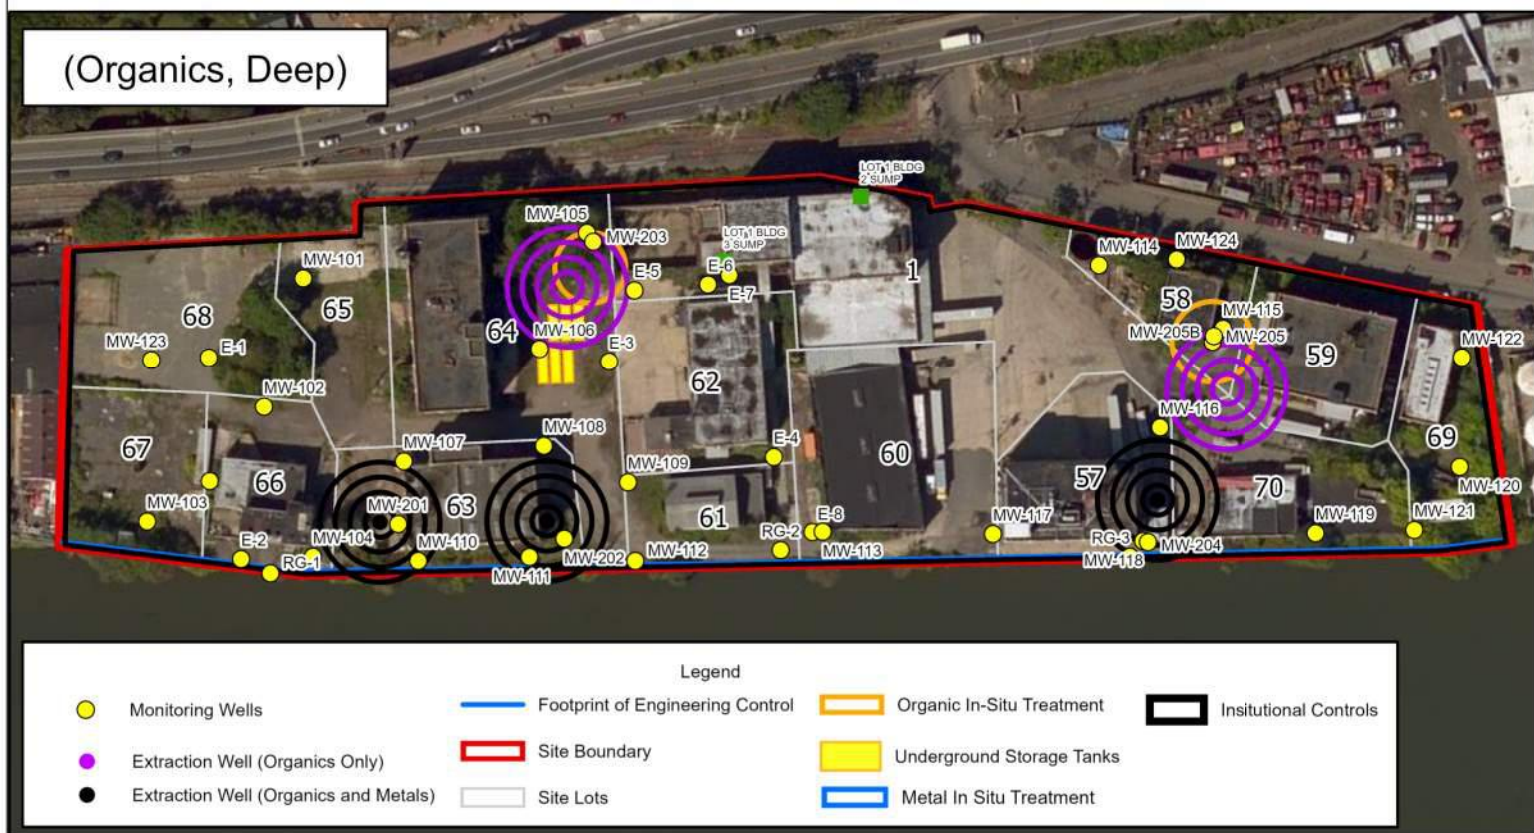 (Organics, Deep)
LOT 1 BLDG
2 SUMP
MW-105
MW-203
LOT 1 BLDG
3 SUMP
MW-114
MW-124
MW-101
E-5
E-6
E-7
1
65
68
64
58
MW-115
MW-106
MW-205B
MW-205
MW-123
E-1
E-3
59
MW-122
62
MW-102
MW-116
67
MW-107
MW-108
E-4
69
66
MW-109
60
57
70
MW-103
MW-201
63
61
MW-120
MW-121
E-2
MW-104
RG-1
MW-110
MW-111
MW-202
MW-112
RG-2
E-8
MW-113
MW-117
RG-3
MW-204
MW-118
MW-119
Legend
Monitoring Wells
Extraction Well (Organics Only)
Extraction Well (Organics and Metals)
Footprint of Engineering Control
Site Boundary
Site Lots
Organic In-Situ Treatment
Underground Storage Tanks
Metal In Situ Treatment
Insitutional Controls